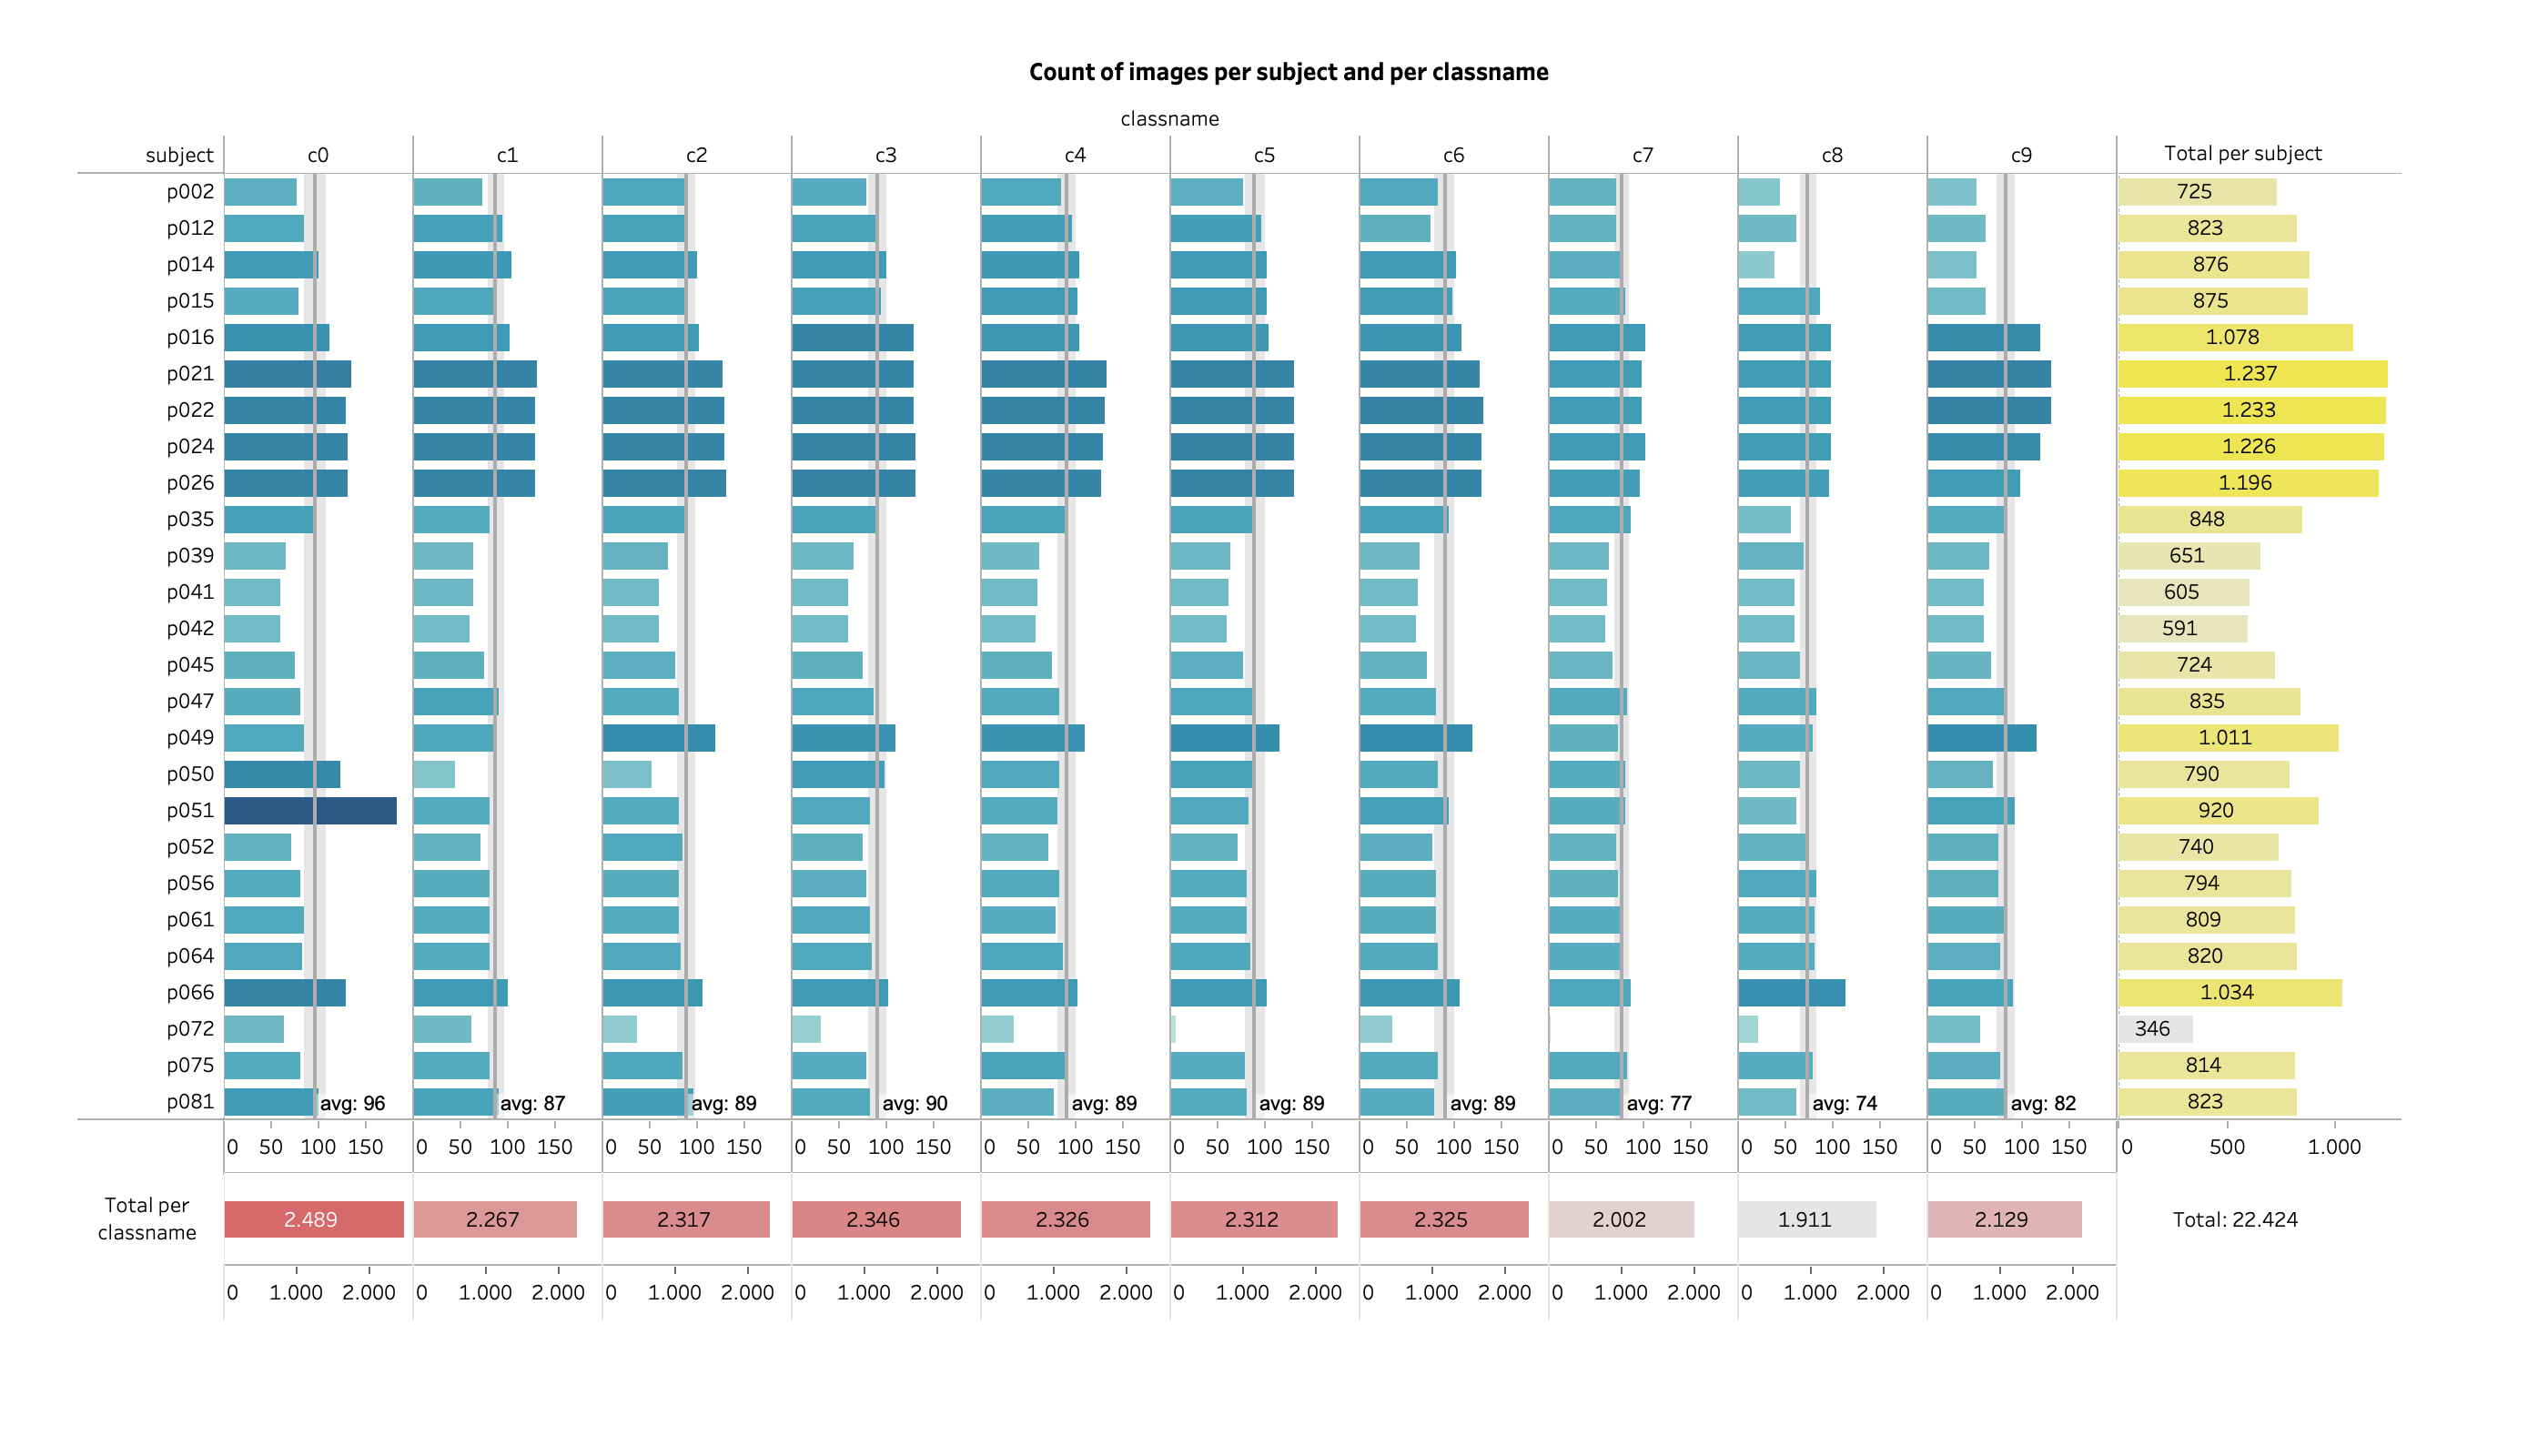 Count of images per subject and per classname
classname
subject c0 c1 c2 c3 c4 c5 c6 c7 c8 c9 Total per subject
p002 725
p012 823
p014 876
p015 875
p016 1.078
p021 1.237
p022 1.233
p024 1.226
p026 1.196
p035 848
p039 651
p041 605
p042 591
p045 724
p047 835
p049 1.011
p050 790
p051 920
p052 740
p056 794
p061 809
p064 820
p066 1.034
p072 346
p075 814
p081 avg: 96 avg: 87 avg: 89 avg: 90 avg: 89 avg: 89 avg: 89 avg: 77 avg: 74 avg: 82 823
0 50 100 150 0 50 100 150 0 50 100 150 0 50 100 150 0 50 100 150 0 50 100 150 0 50 100 150 0 50 100 150 0 50 100 150 0 50 100 150 0 500 1.000
Total per
classname
2.489 2.267 2.317 2.346 2.326 2.312 2.325 2.002 1.911 2.129 Total: 22.424
0 1.000 2.000 0 1.000 2.000 0 1.000 2.000 0 1.000 2.000 0 1.000 2.000 0 1.000 2.000 0 1.000 2.000 0 1.000 2.000 0 1.000 2.000 0 1.000 2.000